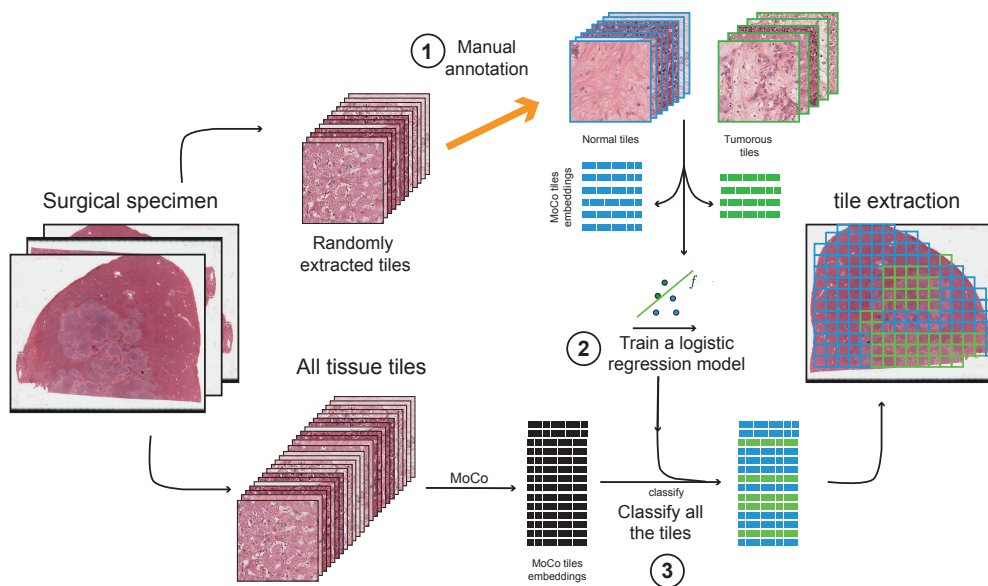 1
Manual
annotation
Normal tiles
Tumorous
tiles
MoCo tiles
embeddings
Surgical specimen
Randomly
extracted tiles
tile extraction
f
2
Train a logistic
regression model
All tissue tiles
MoCo
classify
Classify all
the tiles
MoCo tiles
embeddings
3